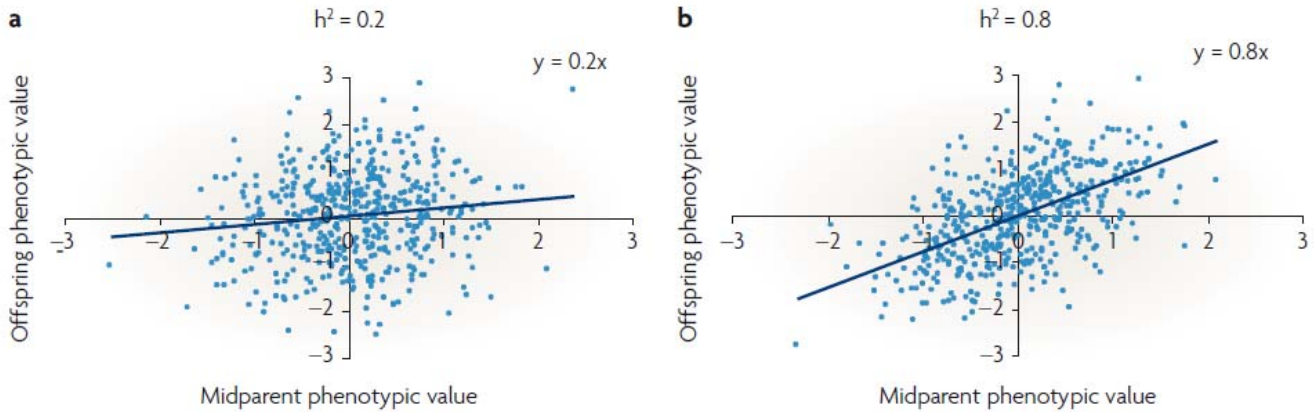 a
h² = 0.2
y = 0.2x
Offspring phenotypic value
3
2
1
0
−1
−2
−3
−3
−2
−1
0
1
2
3
Midparent phenotypic value
b
h² = 0.8
y = 0.8x
Offspring phenotypic value
3
2
1
0
−1
−2
−3
−3
−2
−1
0
1
2
3
Midparent phenotypic value